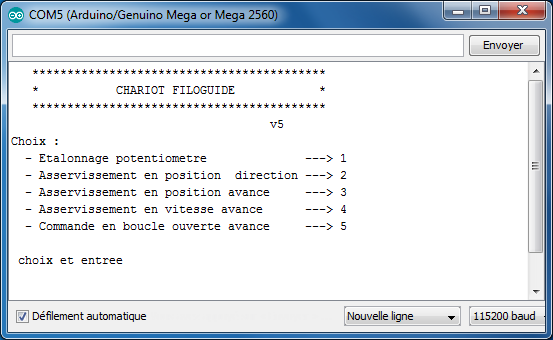 COM5 (Arduino/Genuino Mega or Mega 2560)
Envoyer
******************************************
* CHARIOT FILOGUIDE *
******************************************
v5
Choix :
- Etalonnage potentiometre ---> 1
- Asservissement en position direction ---> 2
- Asservissement en position avance ---> 3
- Asservissement en vitesse avance ---> 4
- Commande en boucle ouverte avance ---> 5
choix et entree
Défilement automatique
Nouvelle ligne
115200 baud